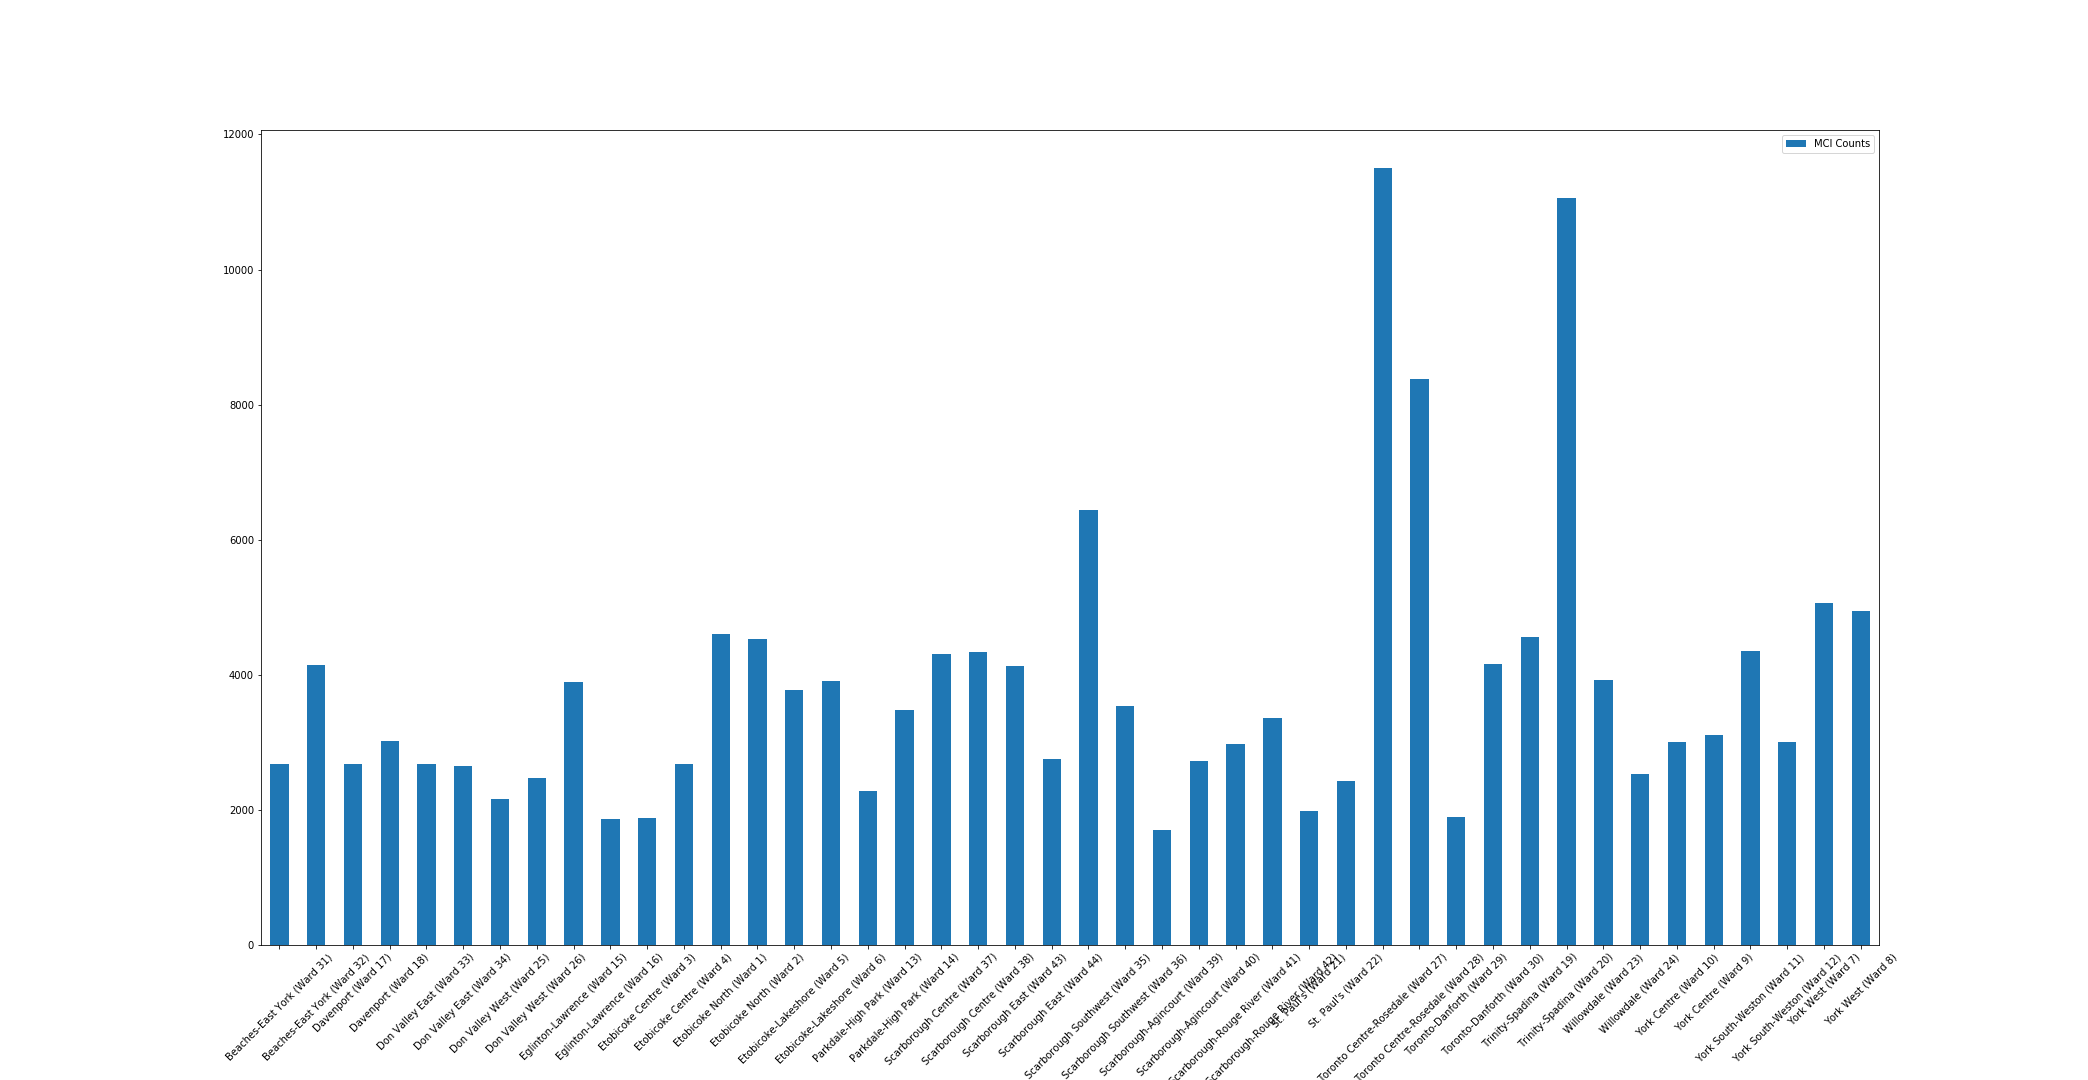 MCI Counts
12000
10000
8000
6000
4000
2000
0
Beaches-East York (Ward 31)
Beaches-East York (Ward 32)
Davenport (Ward 17)
Davenport (Ward 18)
Don Valley East (Ward 33)
Don Valley East (Ward 34)
Don Valley West (Ward 25)
Don Valley West (Ward 26)
Eglinton-Lawrence (Ward 15)
Eglinton-Lawrence (Ward 16)
Etobicoke Centre (Ward 3)
Etobicoke Centre (Ward 4)
Etobicoke North (Ward 1)
Etobicoke North (Ward 2)
Etobicoke-Lakeshore (Ward 5)
Etobicoke-Lakeshore (Ward 6)
Parkdale-High Park (Ward 13)
Parkdale-High Park (Ward 14)
Scarborough Centre (Ward 37)
Scarborough Centre (Ward 38)
Scarborough East (Ward 43)
Scarborough East (Ward 44)
Scarborough Southwest (Ward 35)
Scarborough Southwest (Ward 36)
Scarborough-Agincourt (Ward 39)
Scarborough-Agincourt (Ward 40)
Scarborough-Rouge River (Ward 41)
Scarborough-Rouge River (Ward 42)
St. Paul's (Ward 21)
St. Paul's (Ward 22)
Toronto Centre-Rosedale (Ward 27)
Toronto Centre-Rosedale (Ward 28)
Toronto-Danforth (Ward 29)
Toronto-Danforth (Ward 30)
Trinity-Spadina (Ward 19)
Trinity-Spadina (Ward 20)
Willowdale (Ward 23)
Willowdale (Ward 24)
York Centre (Ward 10)
York Centre (Ward 9)
York South-Weston (Ward 11)
York South-Weston (Ward 12)
York West (Ward 7)
York West (Ward 8)